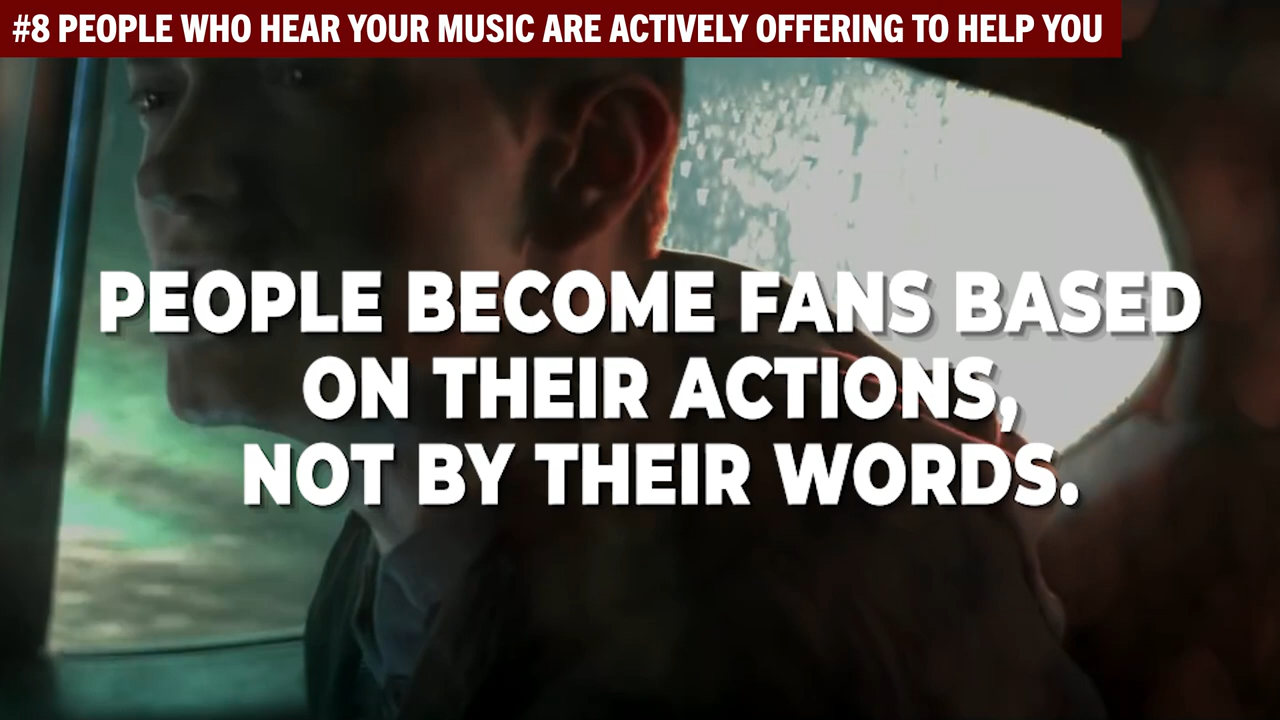 #8 PEOPLE WHO HEAR YOUR MUSIC ARE ACTIVELY OFFERING TO HELP YOU
PEOPLE BECOME FANS BASED
ON THEIR ACTIONS,
NOT BY THEIR WORDS.